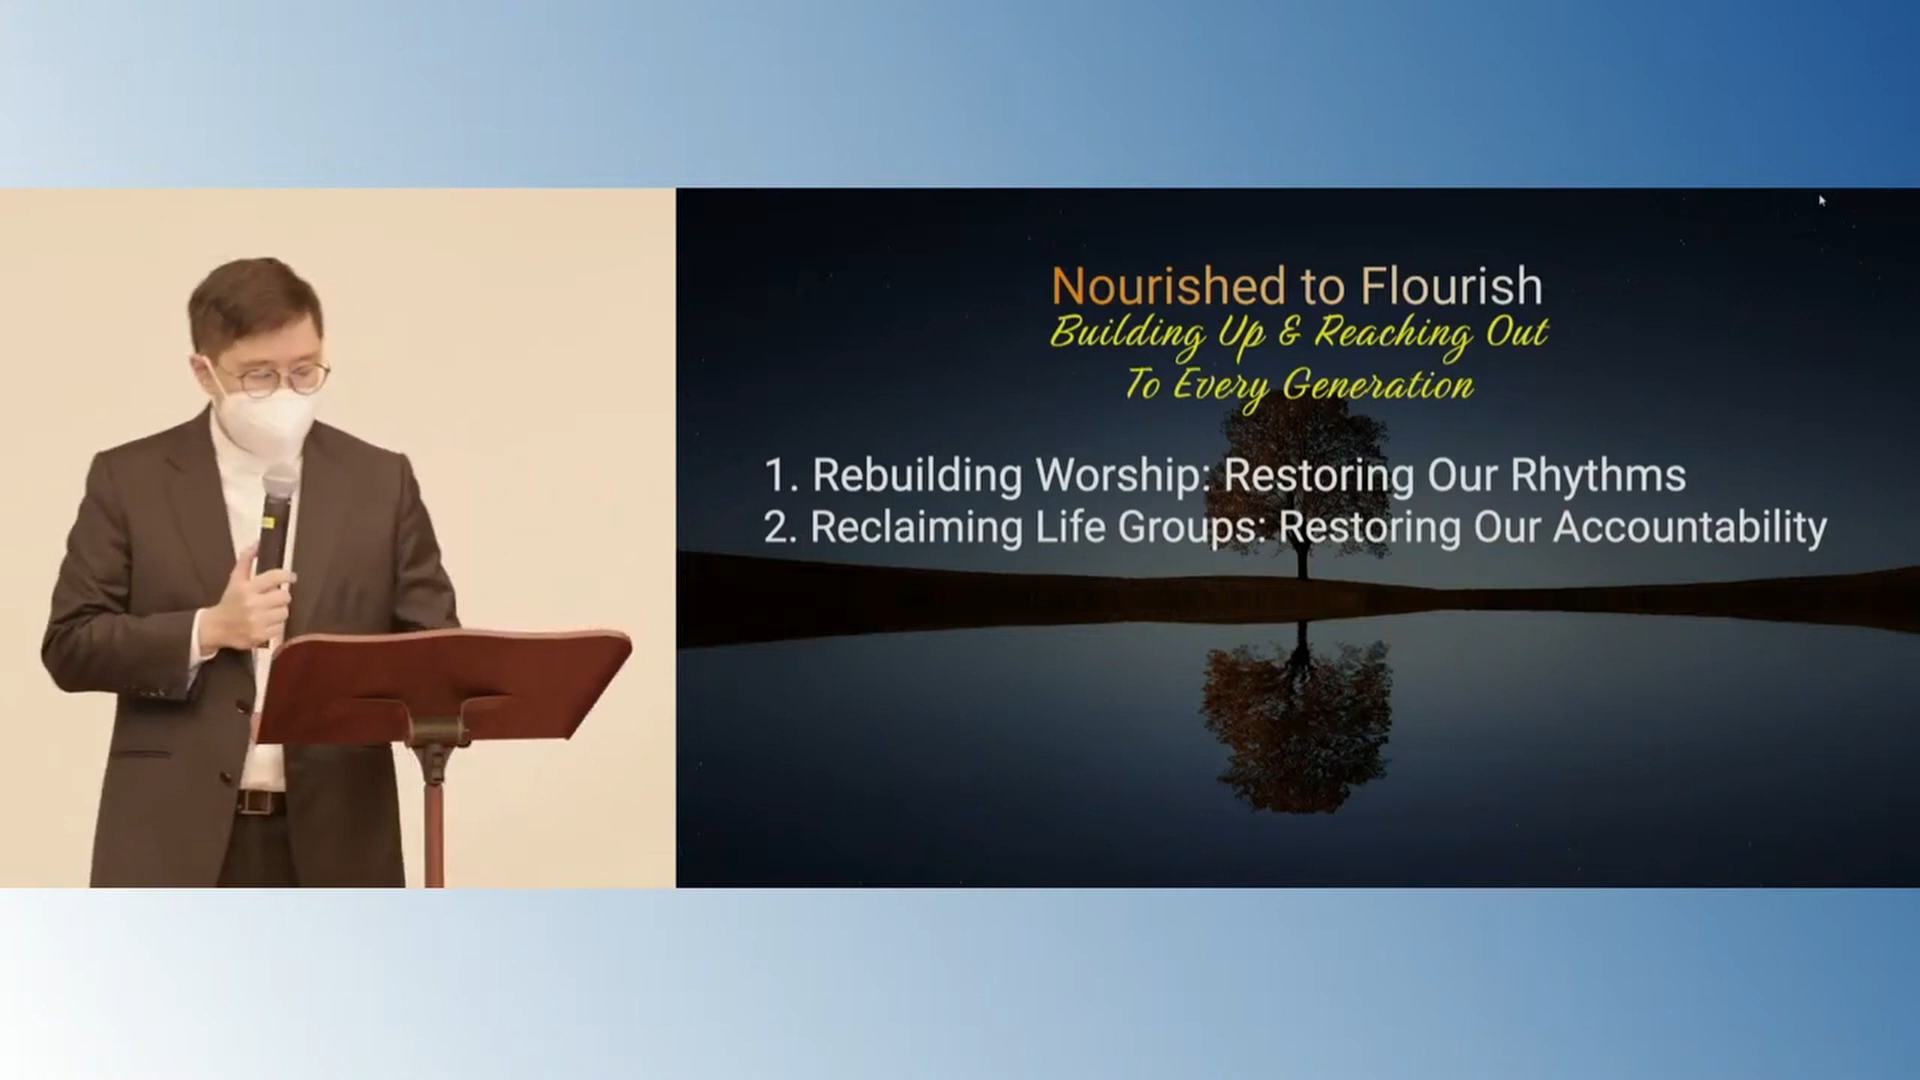 Nourished to Flourish
Building Up & Reaching Out
To Every Generation
1. Rebuilding Worship: Restoring Our Rhythms
2. Reclaiming Life Groups: Restoring Our Accountability